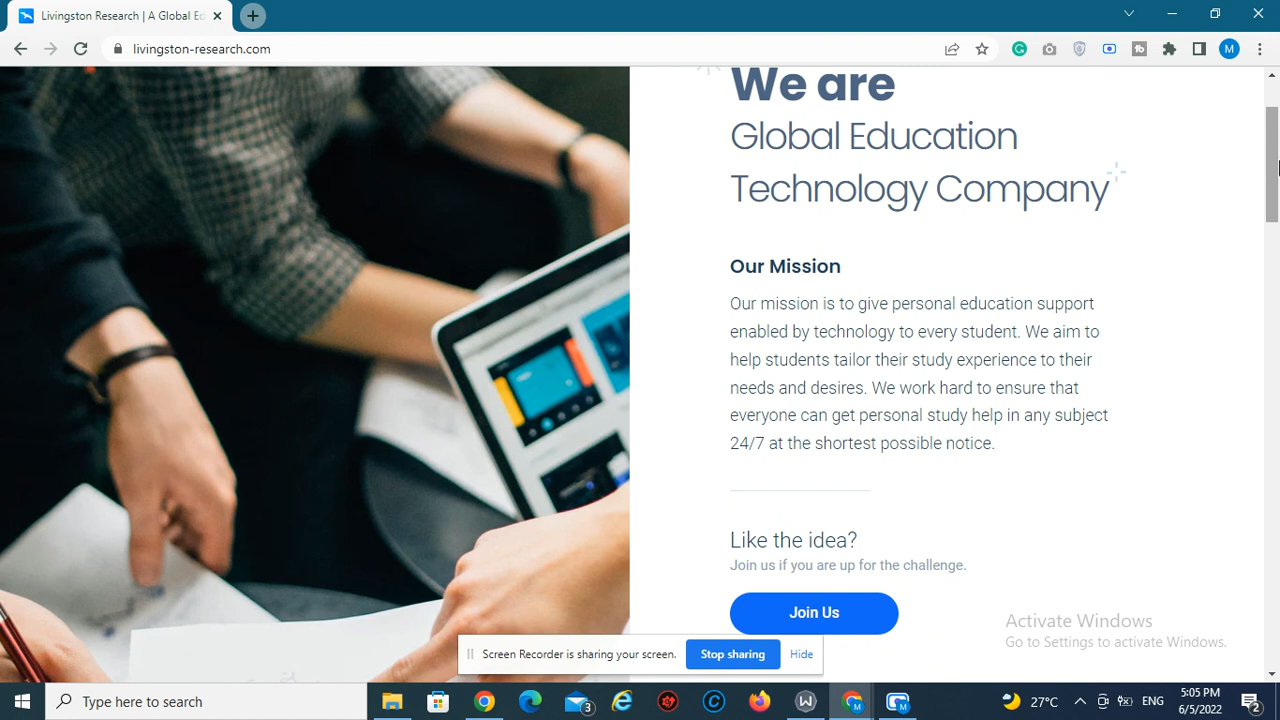 Livingston Research | A Global Ed
livingston-research.com
M
We are
Global Education
Technology Company
Our Mission
Our mission is to give personal education support
enabled by technology to every student. We aim to
help students tailor their study experience to their
needs and desires. We work hard to ensure that
everyone can get personal study help in any subject
24/7 at the shortest possible notice.
Like the idea?
Join us if you are up for the challenge.
Join Us
Activate Windows
Go to Settings to activate Windows.
Screen Recorder is sharing your screen. Stop sharing Hide
Type here to search
3
27°C
ENG
5:05 PM
6/5/2022
2